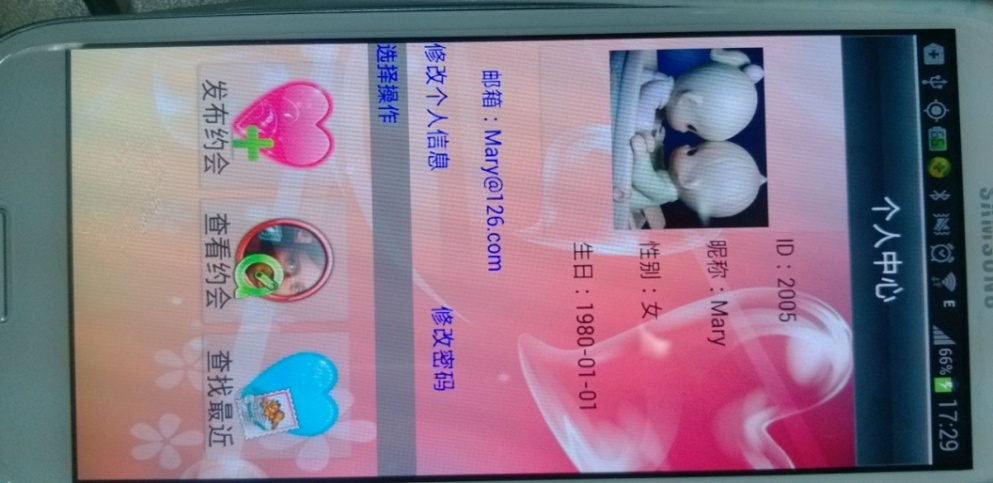 SAMSUNG
E 66% 17:29
个人中心
ID：2005
昵称：Mary
性别：女
生日：1980-01-01
邮箱：Mary@126.com
修改个人信息 修改密码
选择操作
发布约会 查看约会 查找最近